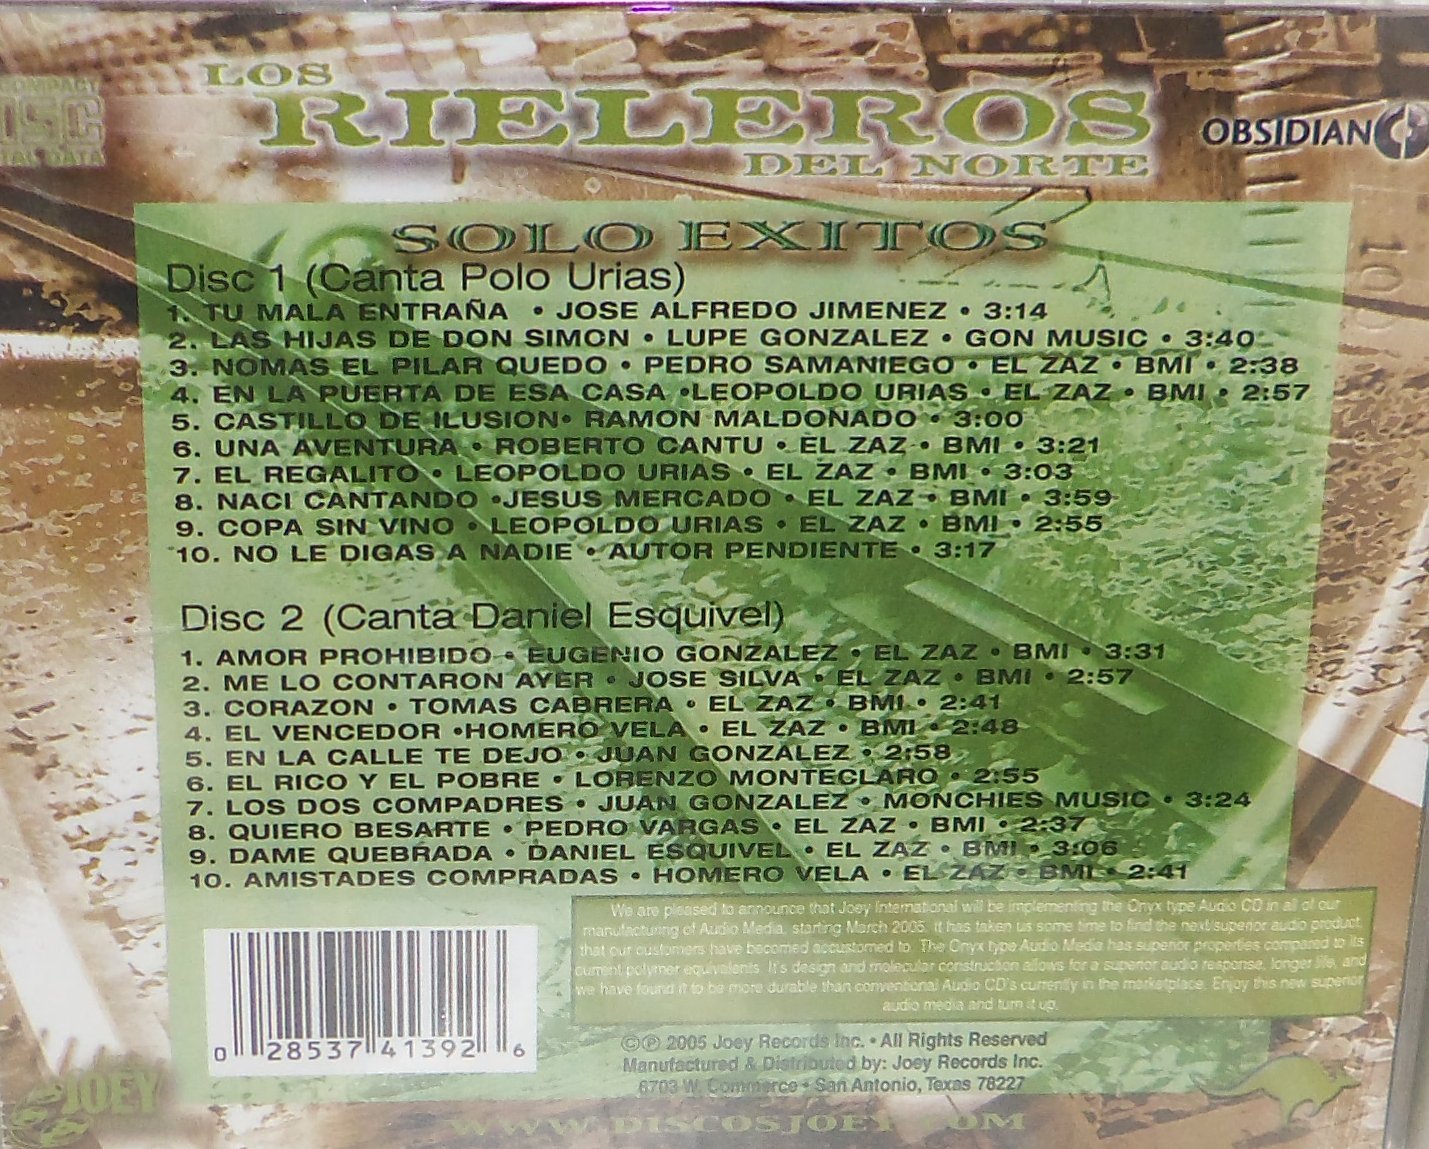 COMPACT
LOS
RIELEROS
DEL NORTE
OBSIDIAN
SOLO EXITOS
Disc 1 (Canta Polo Urias)
1. TU MALA ENTRAÑA • JOSE ALFREDO JIMENEZ • 3:14
2. LAS HIJAS DE DON SIMON • LUPE GONZALEZ • GON MUSIC • 3:40
3. NOMAS EL PILAR QUEDO • PEDRO SAMANIEGO • EL ZAZ • BMI • 2:38
4. EN LA PUERTA DE ESA CASA •LEOPOLDO URIAS • EL ZAZ • BMI • 2:57
5. CASTILLO DE ILUSION• RAMON MALDONADO • 3:00
6. UNA AVENTURA • ROBERTO CANTU • EL ZAZ • BMI • 3:21
7. EL REGALITO • LEOPOLDO URIAS • EL ZAZ • BMI • 3:03
8. NACI CANTANDO •JESUS MERCADO • EL ZAZ • BMI • 3:59
9. COPA SIN VINO • LEOPOLDO URIAS • EL ZAZ • BMI • 2:55
10. NO LE DIGAS A NADIE • AUTOR PENDIENTE • 3:17
Disc 2 (Canta Daniel Esquivel)
1. AMOR PROHIBIDO • EUGENIO GONZALEZ • EL ZAZ • BMI • 3:31
2. ME LO CONTARON AYER • JOSE SILVA • EL ZAZ • BMI • 2:57
3. CORAZON • TOMAS CABRERA • EL ZAZ • BMI • 2:41
4. EL VENCEDOR •HOMERO VELA • EL ZAZ • BMI • 2:48
5. EN LA CALLE TE DEJO • JUAN GONZALEZ • 2:58
6. EL RICO Y EL POBRE • LORENZO MONTECLARO • 2:55
7. LOS DOS COMPADRES • JUAN GONZALEZ • MONCHIES MUSIC • 3:24
8. QUIERO BESARTE • PEDRO VARGAS • EL ZAZ • BMI • 2:37
9. DAME QUEBRADA • DANIEL ESQUIVEL • EL ZAZ • BMI • 3:06
10. AMISTADES COMPRADAS • HOMERO VELA • EL ZAZ • BMI • 2:41
We are pleased to announce that Joey International will be implementing the Onyx type Audio CD in all of our
manufacturing of Audio Media, starting March 2005. It has taken us some time to find the next superior audio product
that our customers have becomed accustomed to. The Onyx type Audio Media has superior properties compared to its
current polymer equivalents. It's design and molecular construction allows for a superior audio response, longer life, and
we have found it to be more durable than conventional Audio CD's currently in the marketplace. Enjoy this new superior
audio media and turn it up.
0 28537 41392 6
©℗ 2005 Joey Records Inc. • All Rights Reserved
Manufactured & Distributed by: Joey Records Inc.
6703 W. Commerce • San Antonio, Texas 78227
JOEY
WWW.DISCOSJOEY.COM